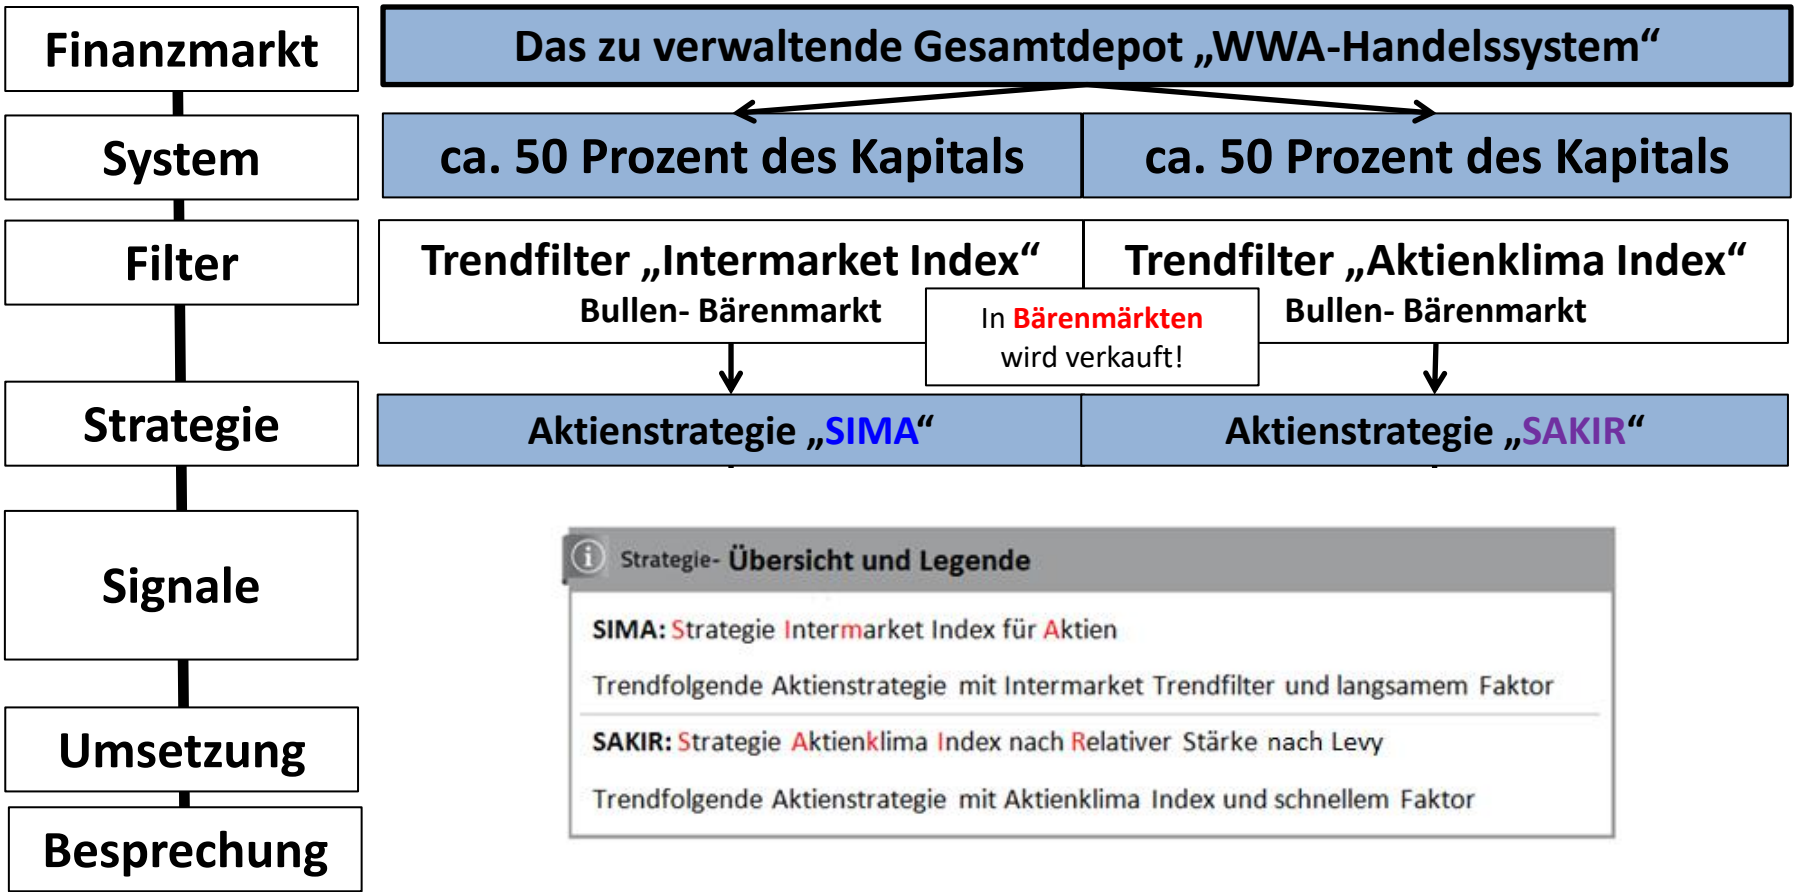 Finanzmarkt
Das zu verwaltende Gesamtdepot „WWA-Handelssystem“
System
ca. 50 Prozent des Kapitals
ca. 50 Prozent des Kapitals
Filter
Trendfilter „Intermarket Index“
Bullen- Bärenmarkt
Trendfilter „Aktienklima Index“
Bullen- Bärenmarkt
In Bärenmärkten
wird verkauft!
Strategie
Aktienstrategie „SIMA“
Aktienstrategie „SAKIR“
Signale
Strategie- Übersicht und Legende
SIMA: Strategie Intermarket Index für Aktien
Trendfolgende Aktienstrategie mit Intermarket Trendfilter und langsamem Faktor
SAKIR: Strategie Aktienklima Index nach Relativer Stärke nach Levy
Trendfolgende Aktienstrategie mit Aktienklima Index und schnellem Faktor
Umsetzung
Besprechung